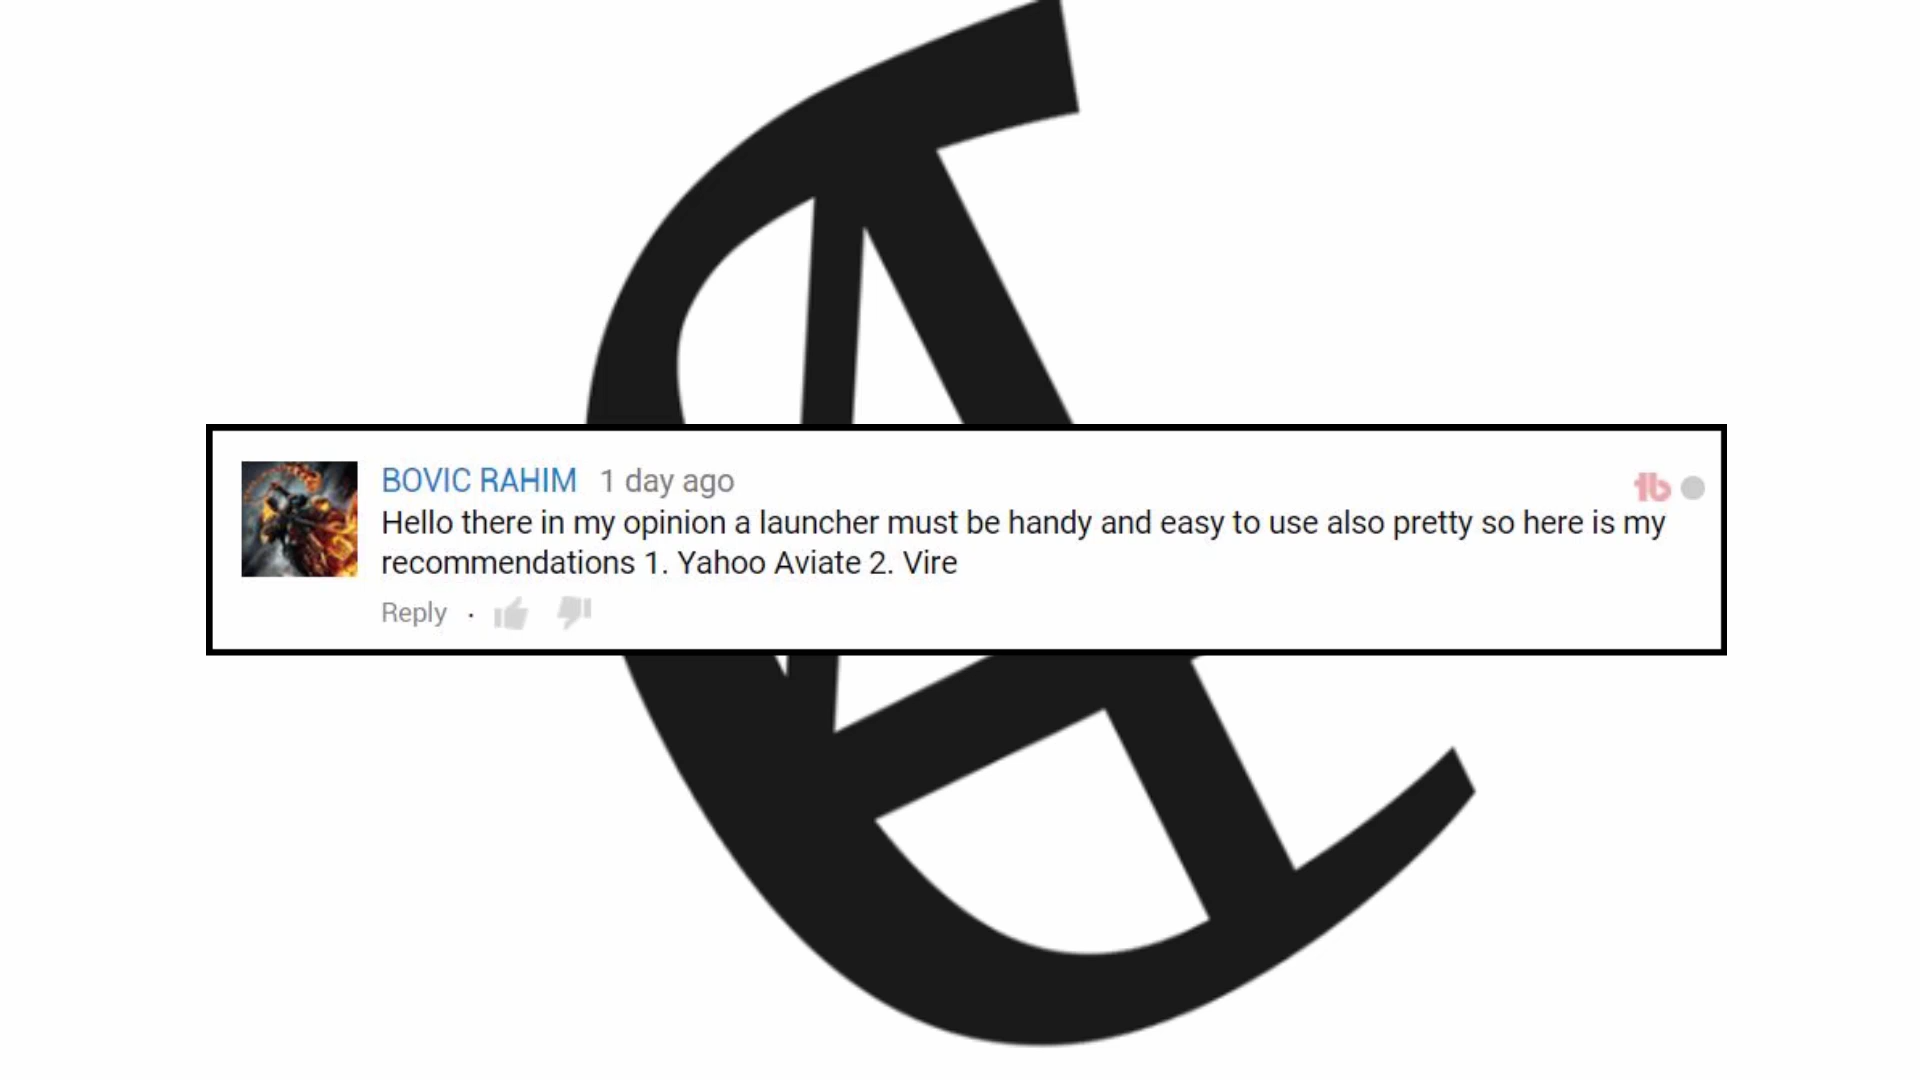 BOVIC RAHIM 1 day ago
tb
Hello there in my opinion a launcher must be handy and easy to use also pretty so here is my
recommendations 1. Yahoo Aviate 2. Vire
Reply ·